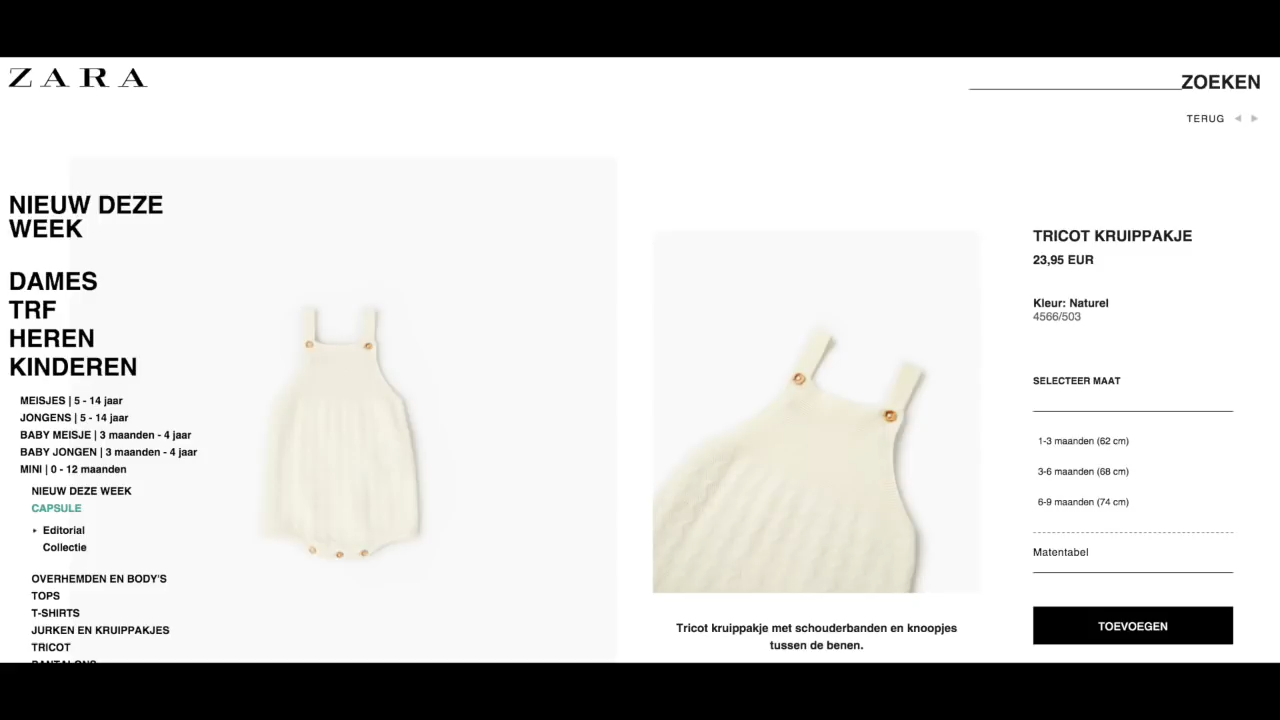 ZARA
ZOEKEN
TERUG
NIEUW DEZE
WEEK
DAMES
TRF
HEREN
KINDEREN
MEISJES | 5 - 14 jaar
JONGENS | 5 - 14 jaar
BABY MEISJE | 3 maanden - 4 jaar
BABY JONGEN | 3 maanden - 4 jaar
MINI | 0 - 12 maanden
NIEUW DEZE WEEK
CAPSULE
Editorial
Collectie
OVERHEMDEN EN BODY'S
TOPS
T-SHIRTS
JURKEN EN KRUIPPAKJES
TRICOT
Tricot kruippakje met schouderbanden en knoopjes
tussen de benen.
TRICOT KRUIPPAKJE
23,95 EUR
Kleur: Naturel
4566/503
SELECTEER MAAT
1-3 maanden (62 cm)
3-6 maanden (68 cm)
6-9 maanden (74 cm)
Matentabel
TOEVOEGEN